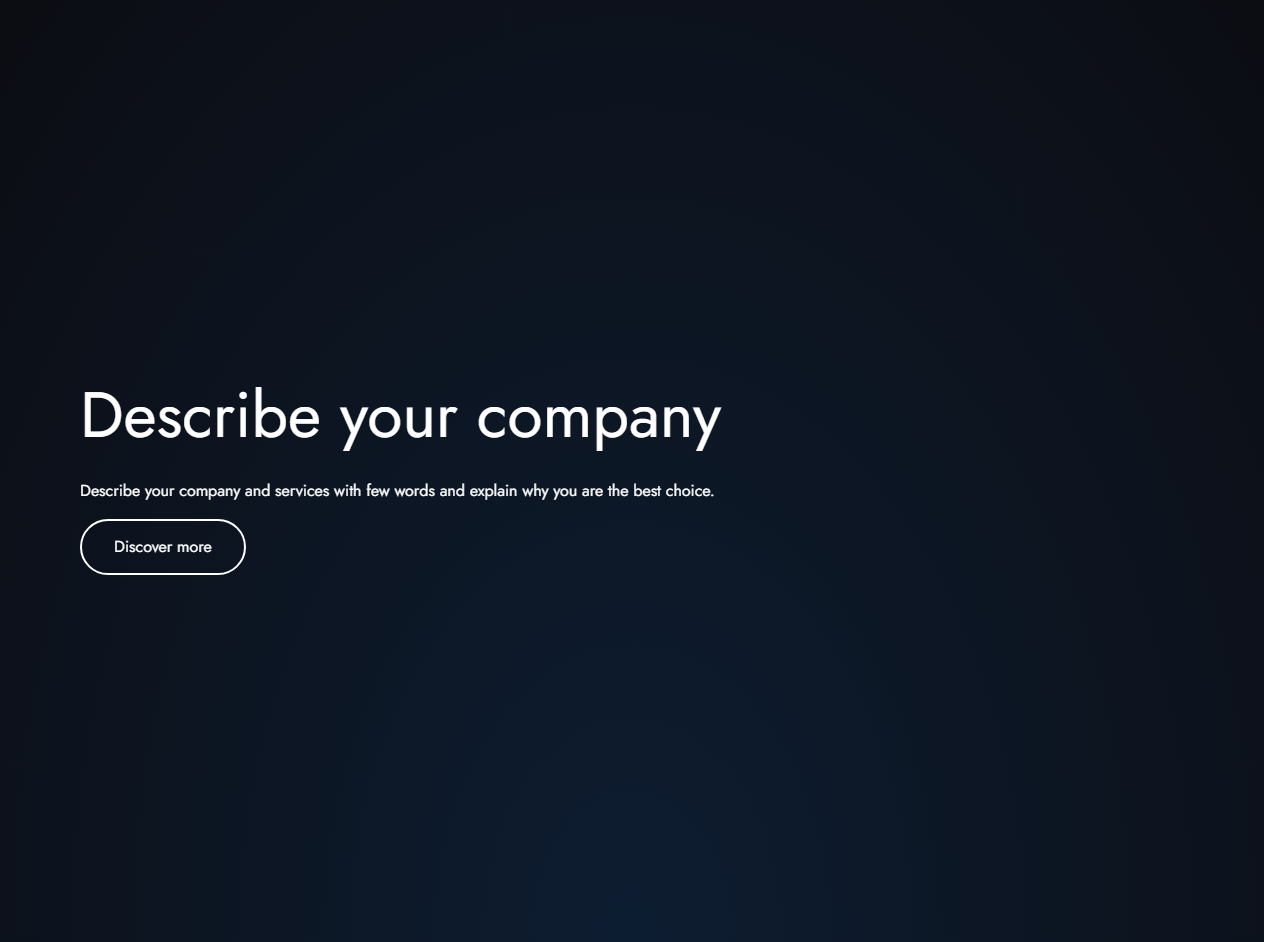 Describe your company
Describe your company and services with few words and explain why you are the best choice.
Discover more